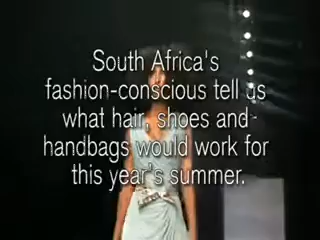 South Africa's
fashion-conscious tell us
what hair, shoes and
handbags would work for
this year's summer.